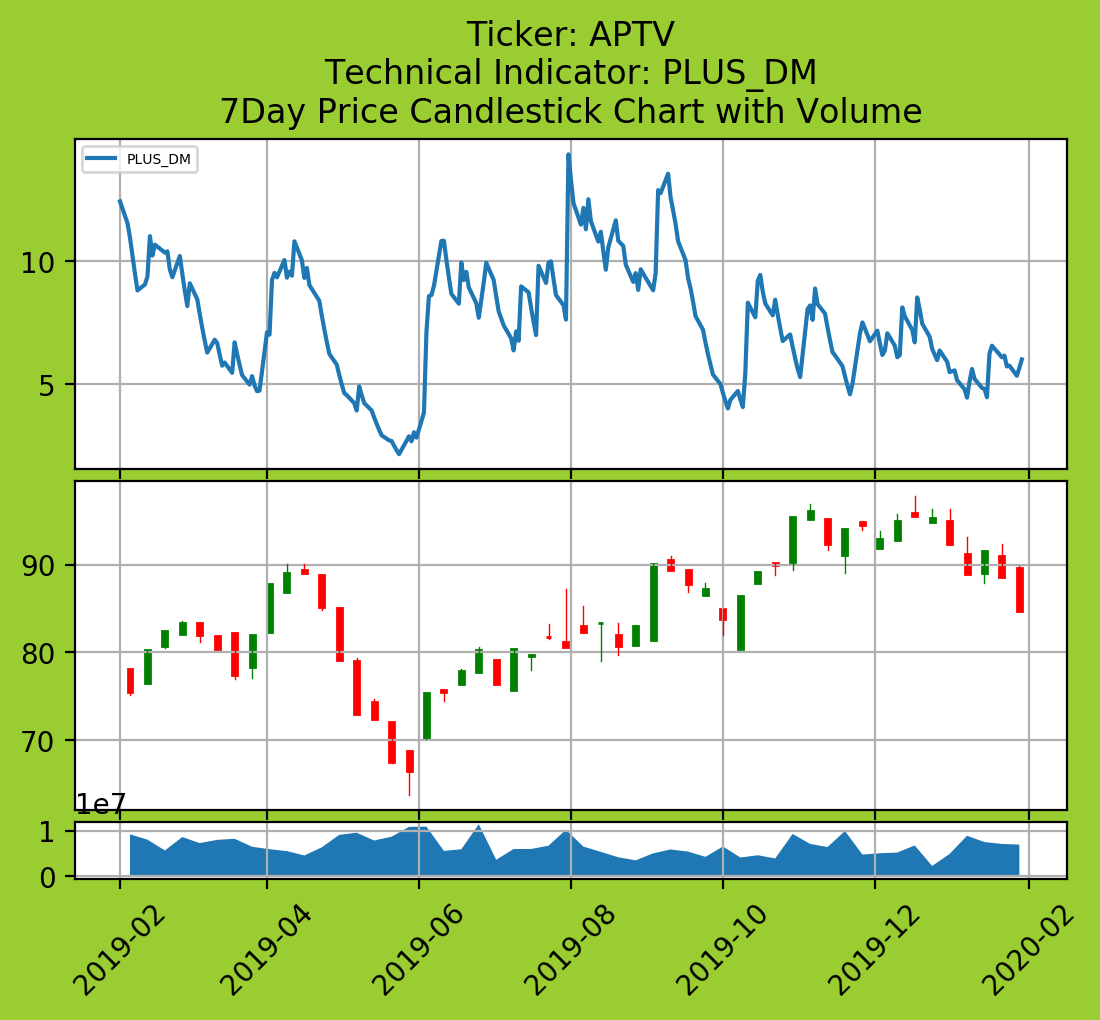 Ticker: APTV
Technical Indicator: PLUS_DM
7Day Price Candlestick Chart with Volume
PLUS_DM
10
5
90
80
70
1e7
1
0
2019-02
2019-04
2019-06
2019-08
2019-10
2019-12
2020-02